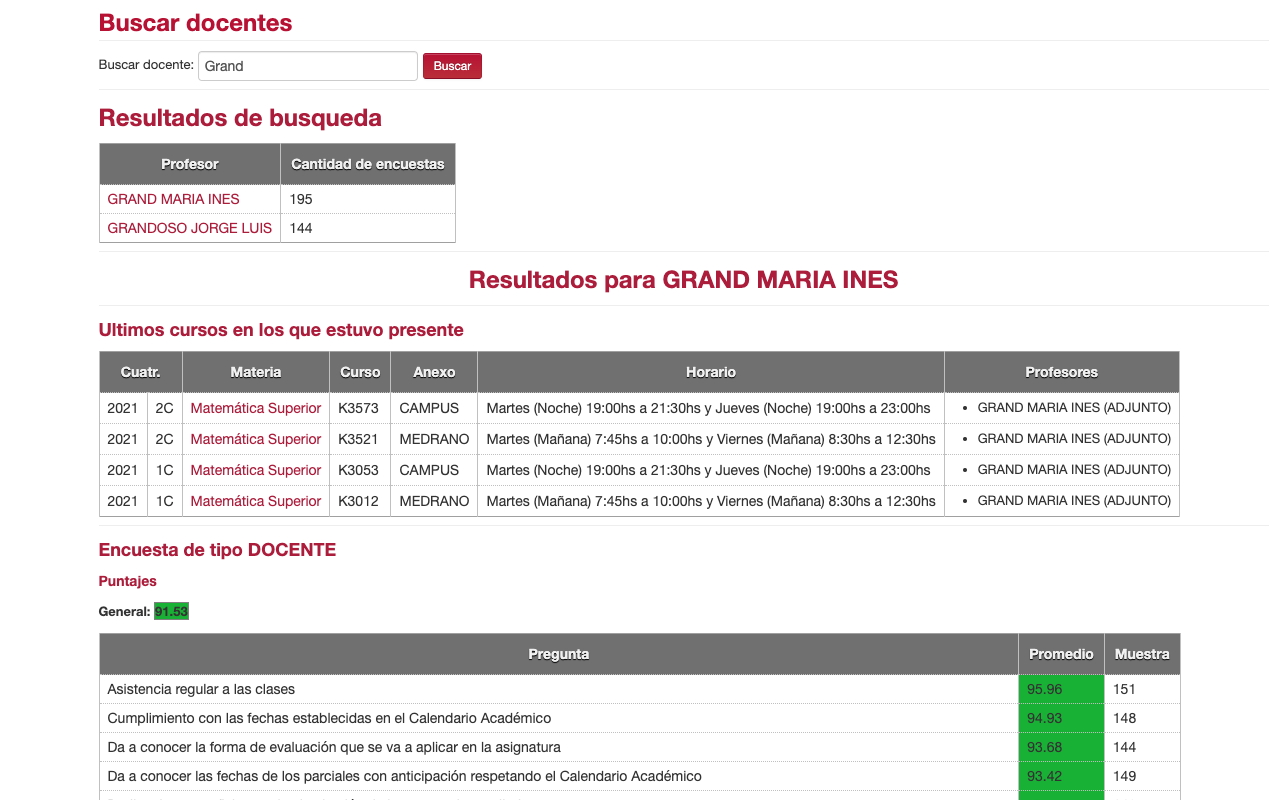 Buscar docentes
Buscar docente: Grand Buscar
Resultados de busqueda
Profesor Cantidad de encuestas
GRAND MARIA INES 195
GRANDOSO JORGE LUIS 144
Resultados para GRAND MARIA INES
Ultimos cursos en los que estuvo presente
Cuatr. Materia Curso Anexo Horario Profesores
2021 2C Matemática Superior K3573 CAMPUS Martes (Noche) 19:00hs a 21:30hs y Jueves (Noche) 19:00hs a 23:00hs • GRAND MARIA INES (ADJUNTO)
2021 2C Matemática Superior K3521 MEDRANO Martes (Mañana) 7:45hs a 10:00hs y Viernes (Mañana) 8:30hs a 12:30hs • GRAND MARIA INES (ADJUNTO)
2021 1C Matemática Superior K3053 CAMPUS Martes (Noche) 19:00hs a 21:30hs y Jueves (Noche) 19:00hs a 23:00hs • GRAND MARIA INES (ADJUNTO)
2021 1C Matemática Superior K3012 MEDRANO Martes (Mañana) 7:45hs a 10:00hs y Viernes (Mañana) 8:30hs a 12:30hs • GRAND MARIA INES (ADJUNTO)
Encuesta de tipo DOCENTE
Puntajes
General: 91.53
Pregunta Promedio Muestra
Asistencia regular a las clases 95.96 151
Cumplimiento con las fechas establecidas en el Calendario Académico 94.93 148
Da a conocer la forma de evaluación que se va a aplicar en la asignatura 93.68 144
Da a conocer las fechas de los parciales con anticipación respetando el Calendario Académico 93.42 149